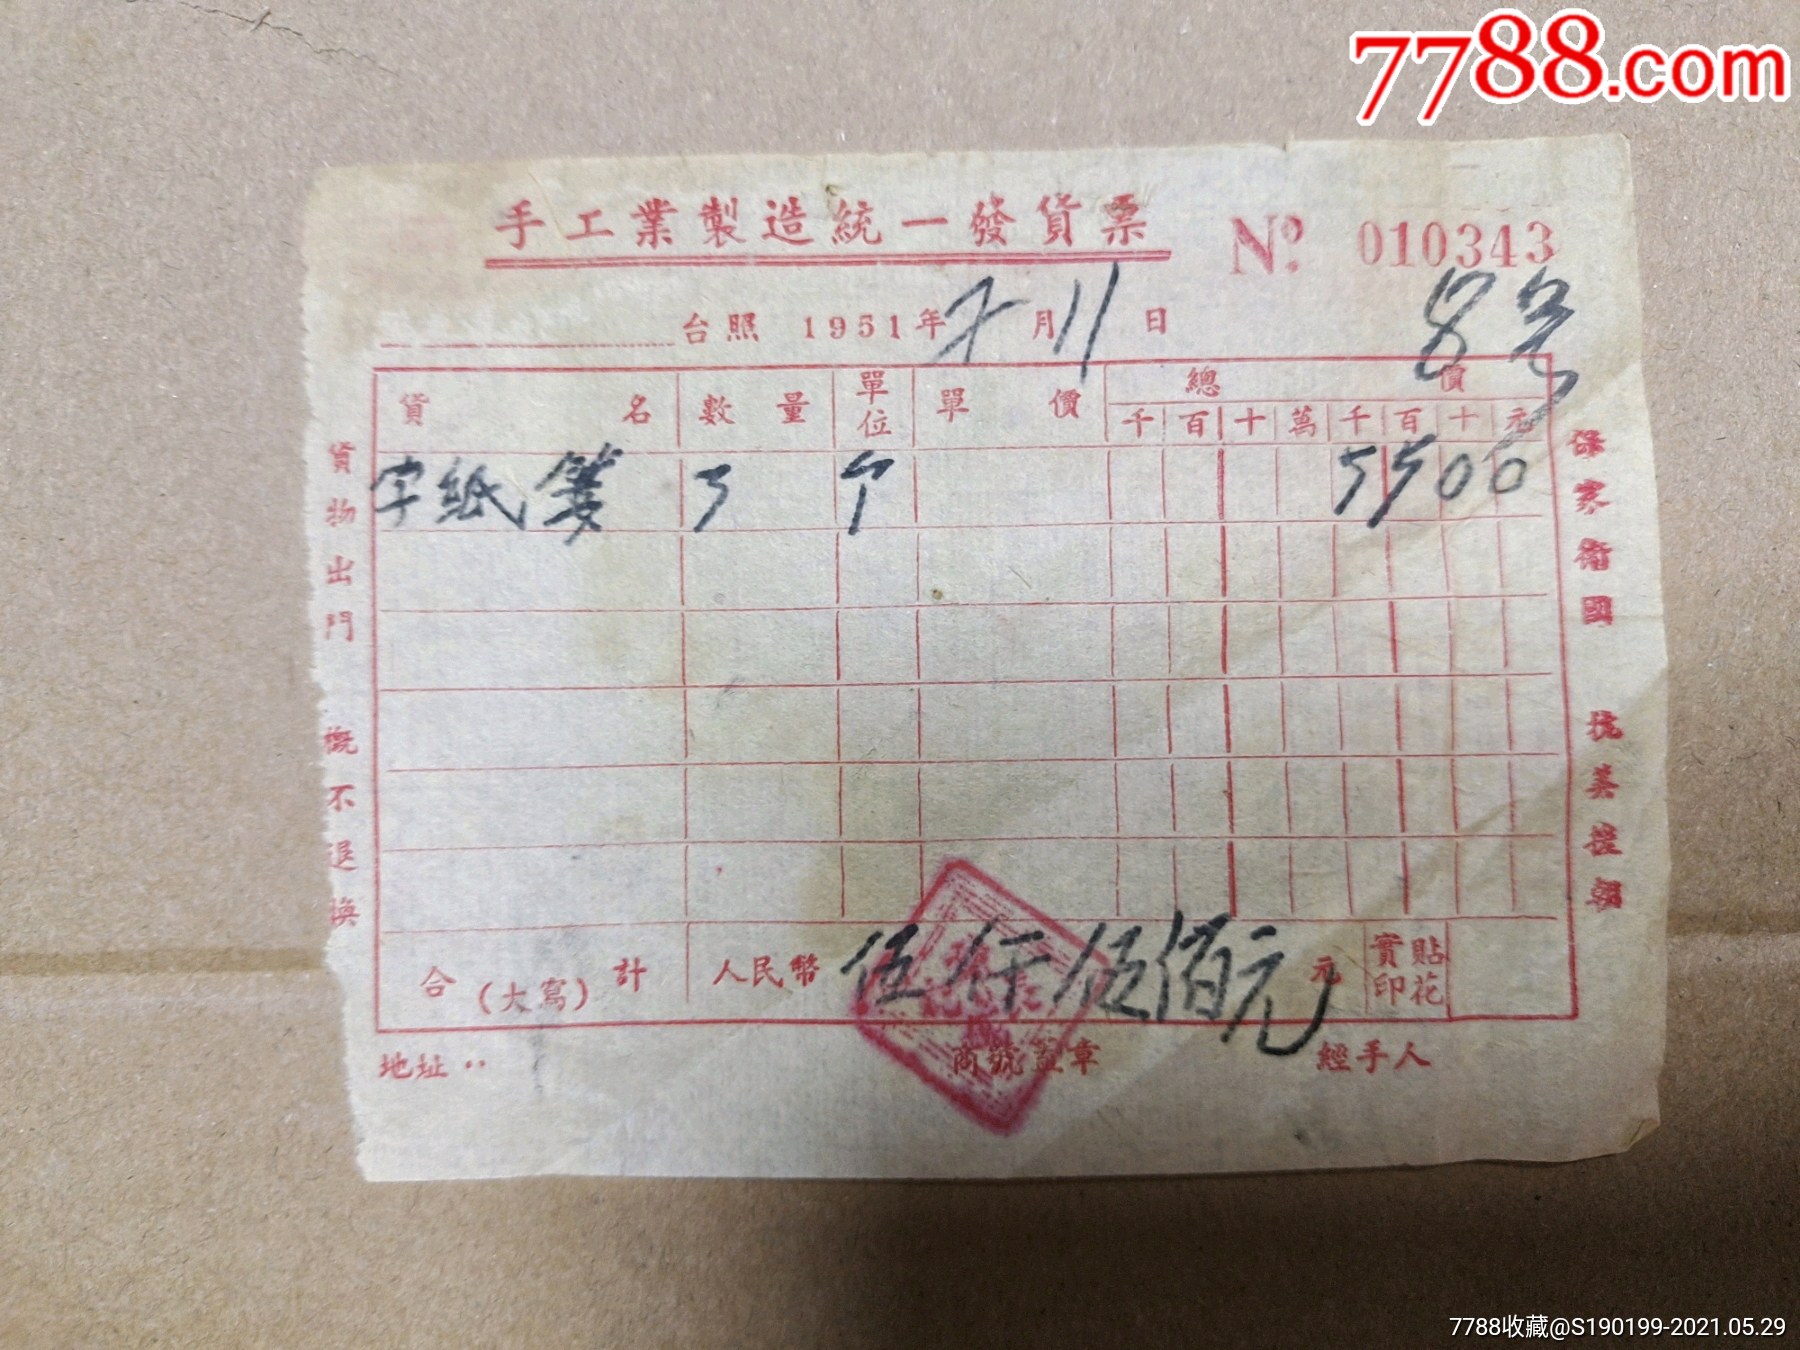 7788.com
手工業製造統一發貨票
№ 010343
台照 1951年7月11日
8号
貨名 數量 單位 單價 總價
千 百 十 萬 千 百 十 元
字紙簍 3 个 5500
合計(大寫) 人民幣 伍仟伍佰元 元 實貼印花
地址 商號蓋章 經手人
貨物出門 概不退換
保家衛國 抗美援朝
7788收藏@S190199-2021.05.29